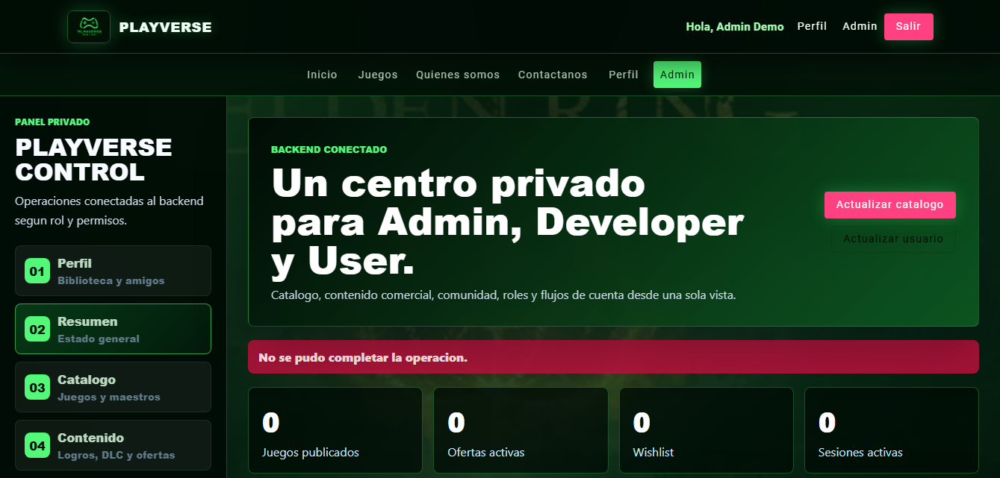 PLAYVERSE
PLAYVERSE
Hola, Admin Demo
Perfil
Admin
Salir
Inicio
Juegos
Quienes somos
Contactanos
Perfil
Admin
PANEL PRIVADO
PLAYVERSE
CONTROL
Operaciones conectadas al backend
segun rol y permisos.
01
Perfil
Biblioteca y amigos
02
Resumen
Estado general
03
Catalogo
Juegos y maestros
04
Contenido
Logros, DLC y ofertas
ELDEN RING
BACKEND CONECTADO
Un centro privado
para Admin, Developer
y User.
Catalogo, contenido comercial, comunidad, roles y flujos de cuenta desde una sola vista.
Actualizar catalogo
Actualizar usuario
No se pudo completar la operacion.
0
Juegos publicados
0
Ofertas activas
0
Wishlist
0
Sesiones activas